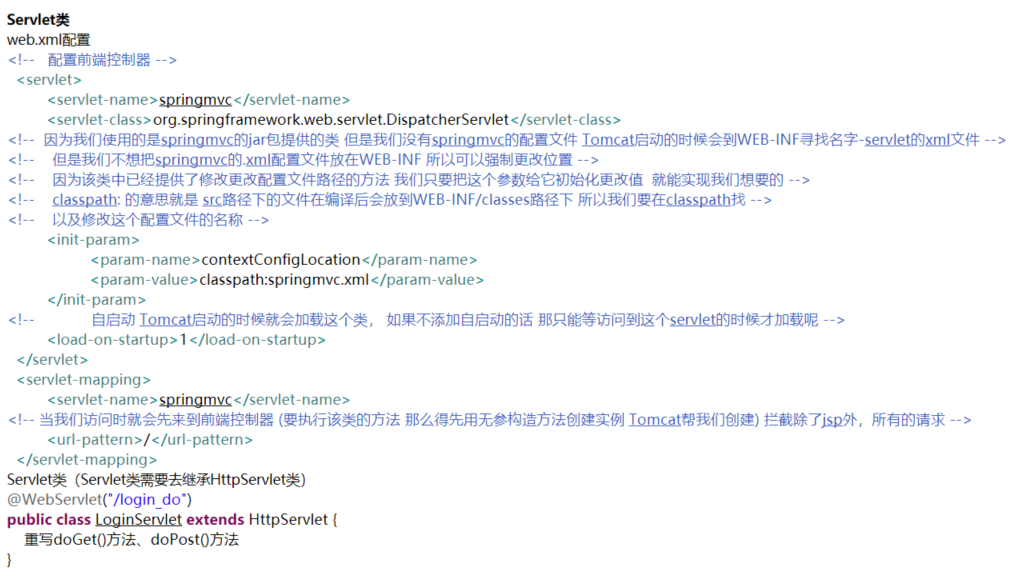 Servlet类
web.xml配置
<!-- 配置前端控制器 -->
<servlet>
<servlet-name>springmvc</servlet-name>
<servlet-class>org.springframework.web.servlet.DispatcherServlet</servlet-class>
<!-- 因为我们使用的是springmvc的jar包提供的类 但是我们没有springmvc的配置文件 Tomcat启动的时候会到WEB-INF寻找名字-servlet的xml文件 -->
<!-- 但是我们不想把springmvc的.xml配置文件放在WEB-INF 所以可以强制更改位置 -->
<!-- 因为该类中已经提供了修改更改配置文件路径的方法 我们只要把这个参数给它初始化更改值 就能实现我们想要的 -->
<!-- classpath: 的意思就是 src路径下的文件在编译后会放到WEB-INF/classes路径下 所以我们要在classpath找 -->
<!-- 以及修改这个配置文件的名称 -->
<init-param>
<param-name>contextConfigLocation</param-name>
<param-value>classpath:springmvc.xml</param-value>
</init-param>
<!-- 自启动 Tomcat启动的时候就会加载这个类， 如果不添加自启动的话 那只能等访问到这个servlet的时候才加载呢 -->
<load-on-startup>1</load-on-startup>
</servlet>
<servlet-mapping>
<servlet-name>springmvc</servlet-name>
<!-- 当我们访问时就会先来到前端控制器 (要执行该类的方法 那么得先用无参构造方法创建实例 Tomcat帮我们创建) 拦截除了jsp外，所有的请求 -->
<url-pattern>/</url-pattern>
</servlet-mapping>
Servlet类（Servlet类需要去继承HttpServlet类）
@WebServlet("/login_do")
public class LoginServlet extends HttpServlet {
重写doGet()方法、doPost()方法
}